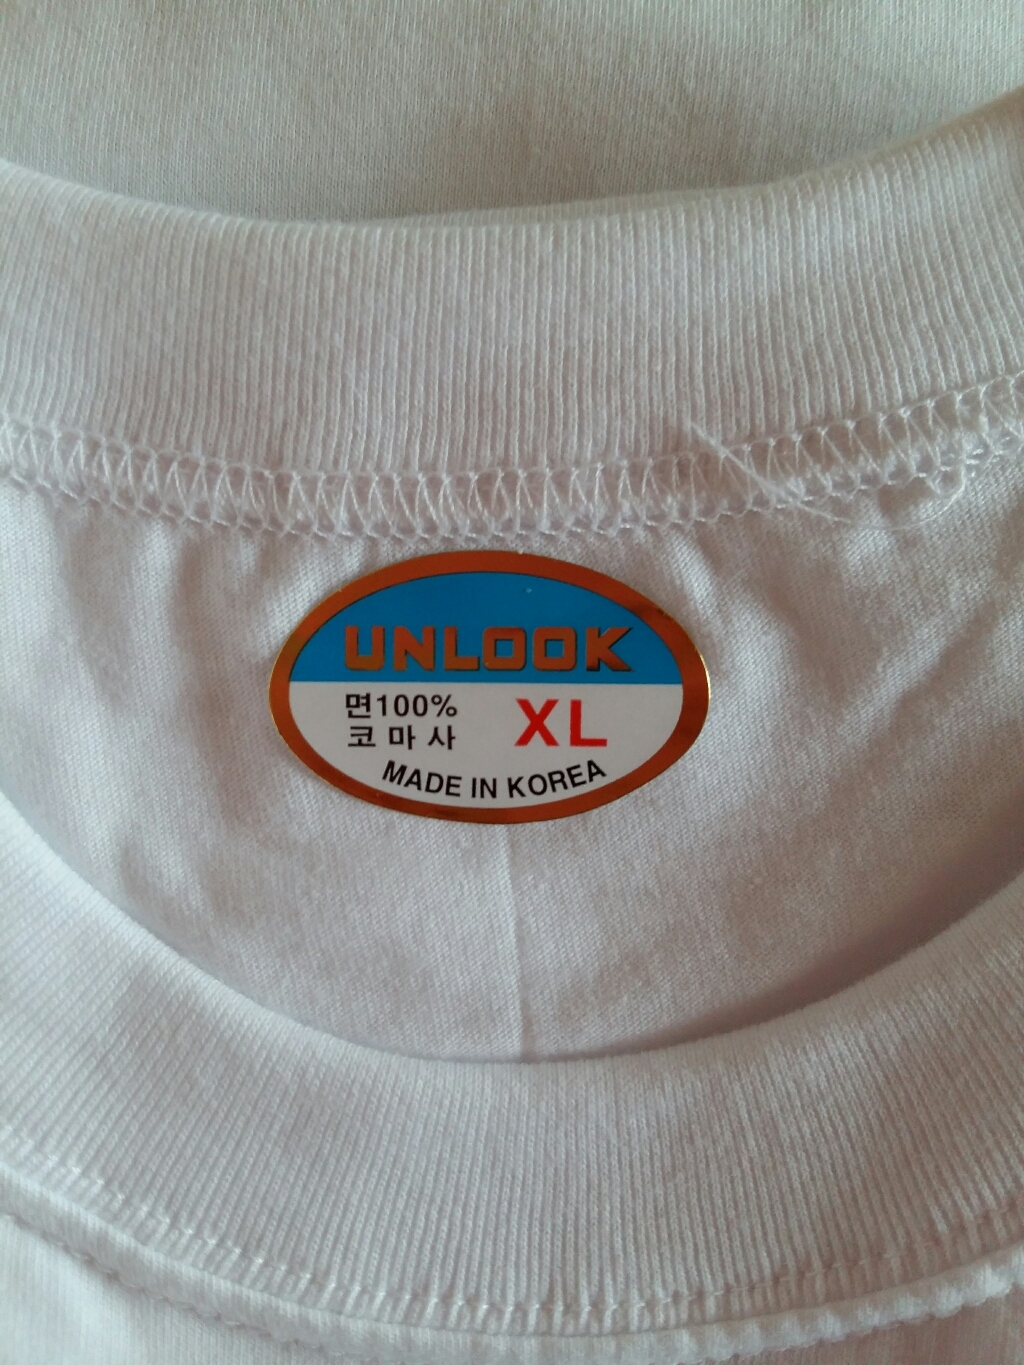 UNLOOK
면100%
코마사
XL
MADE IN KOREA